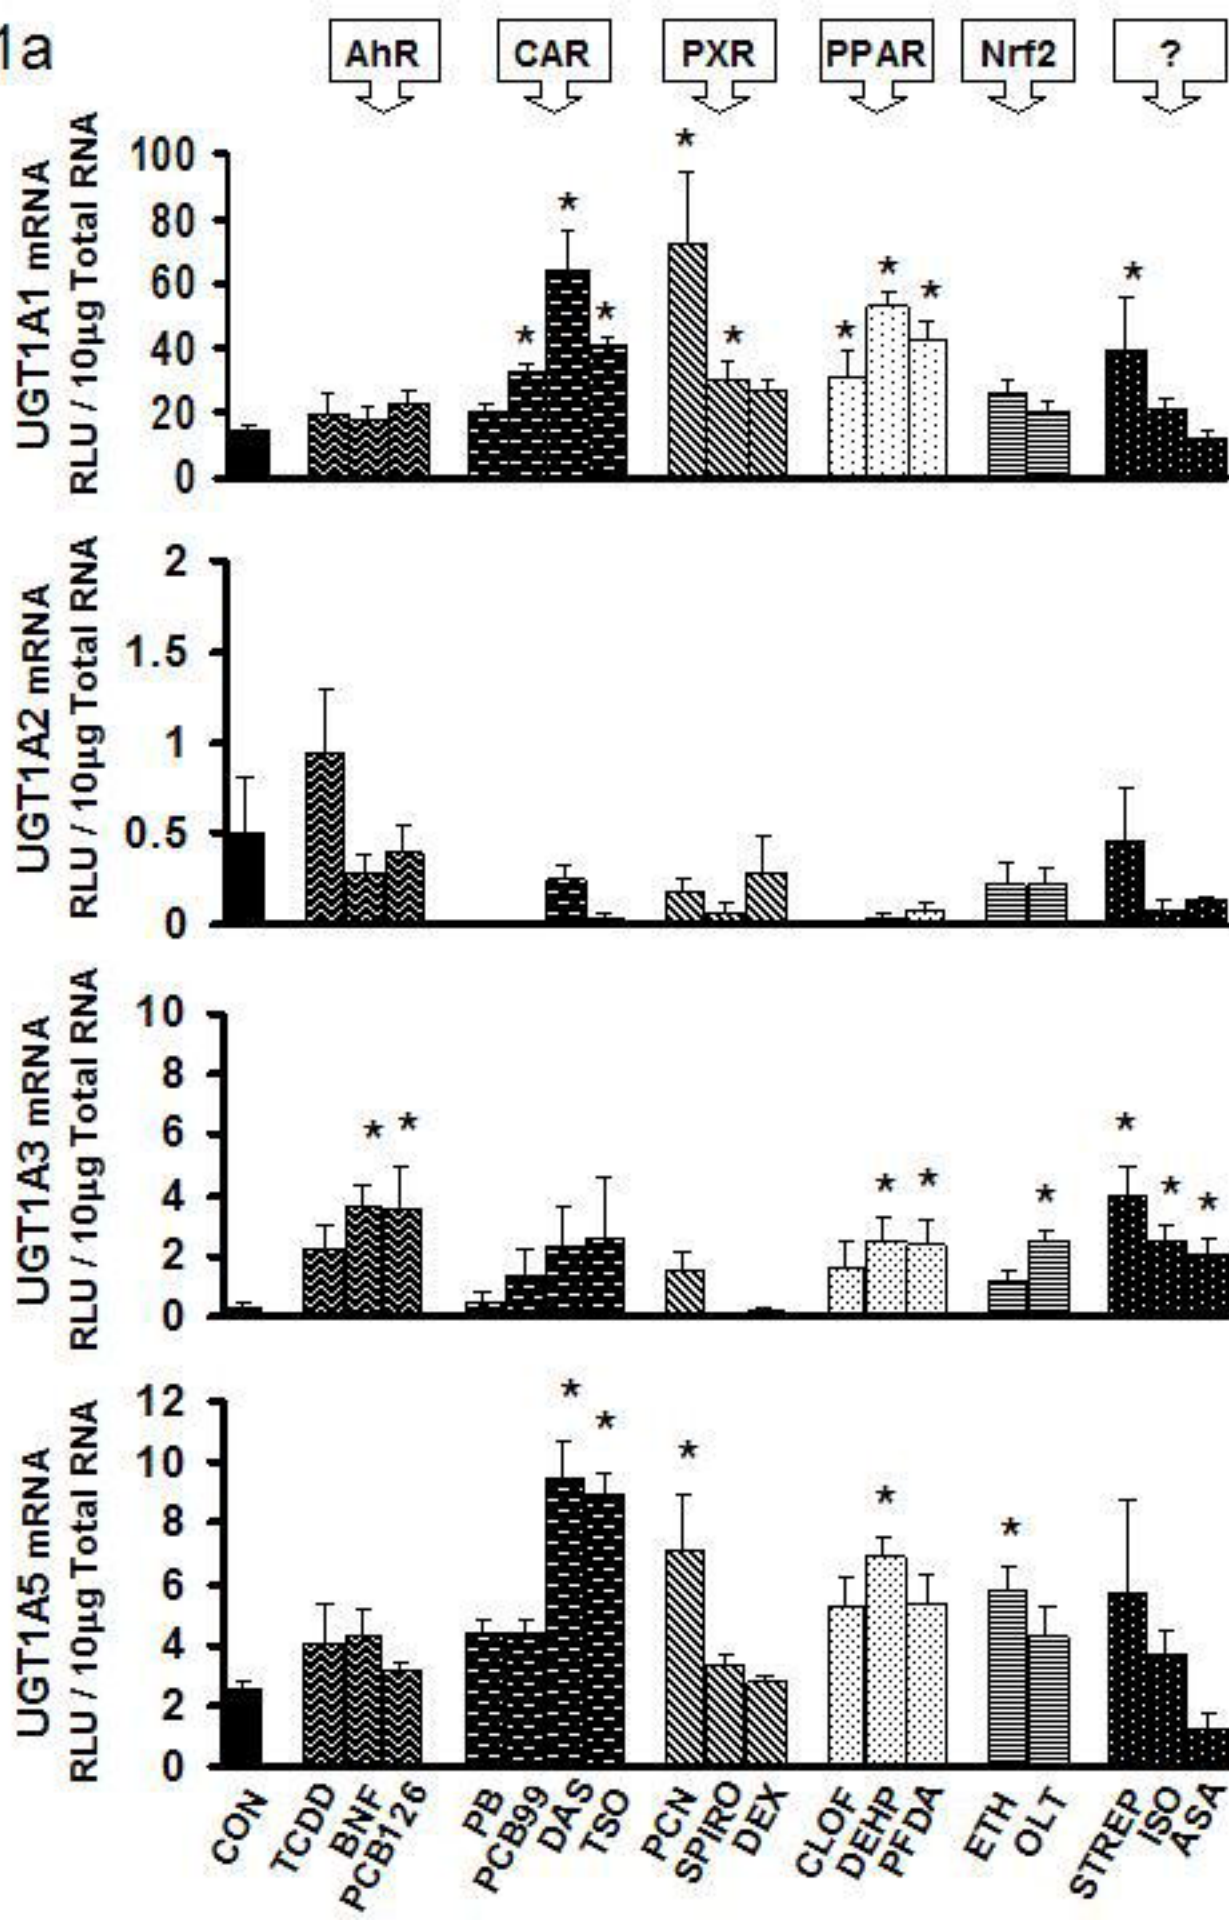 1a
AhR CAR PXR PPAR Nrf2 ?
UGT1A1 mRNA
RLU / 10µg Total RNA
100
80
60
40
20
0
* * * * * * * * *
UGT1A2 mRNA
RLU / 10µg Total RNA
2
1.5
1
0.5
0
UGT1A3 mRNA
RLU / 10µg Total RNA
10
8
6
4
2
0
* * * * * * * *
UGT1A5 mRNA
RLU / 10µg Total RNA
12
10
8
6
4
2
0
* * * * *
CON TCDD BNF PCB126 PB PCB99 DAS TSO PCN SPIRO DEX CLOF DEHP PFDA ETH OLT STREP ISO ASA